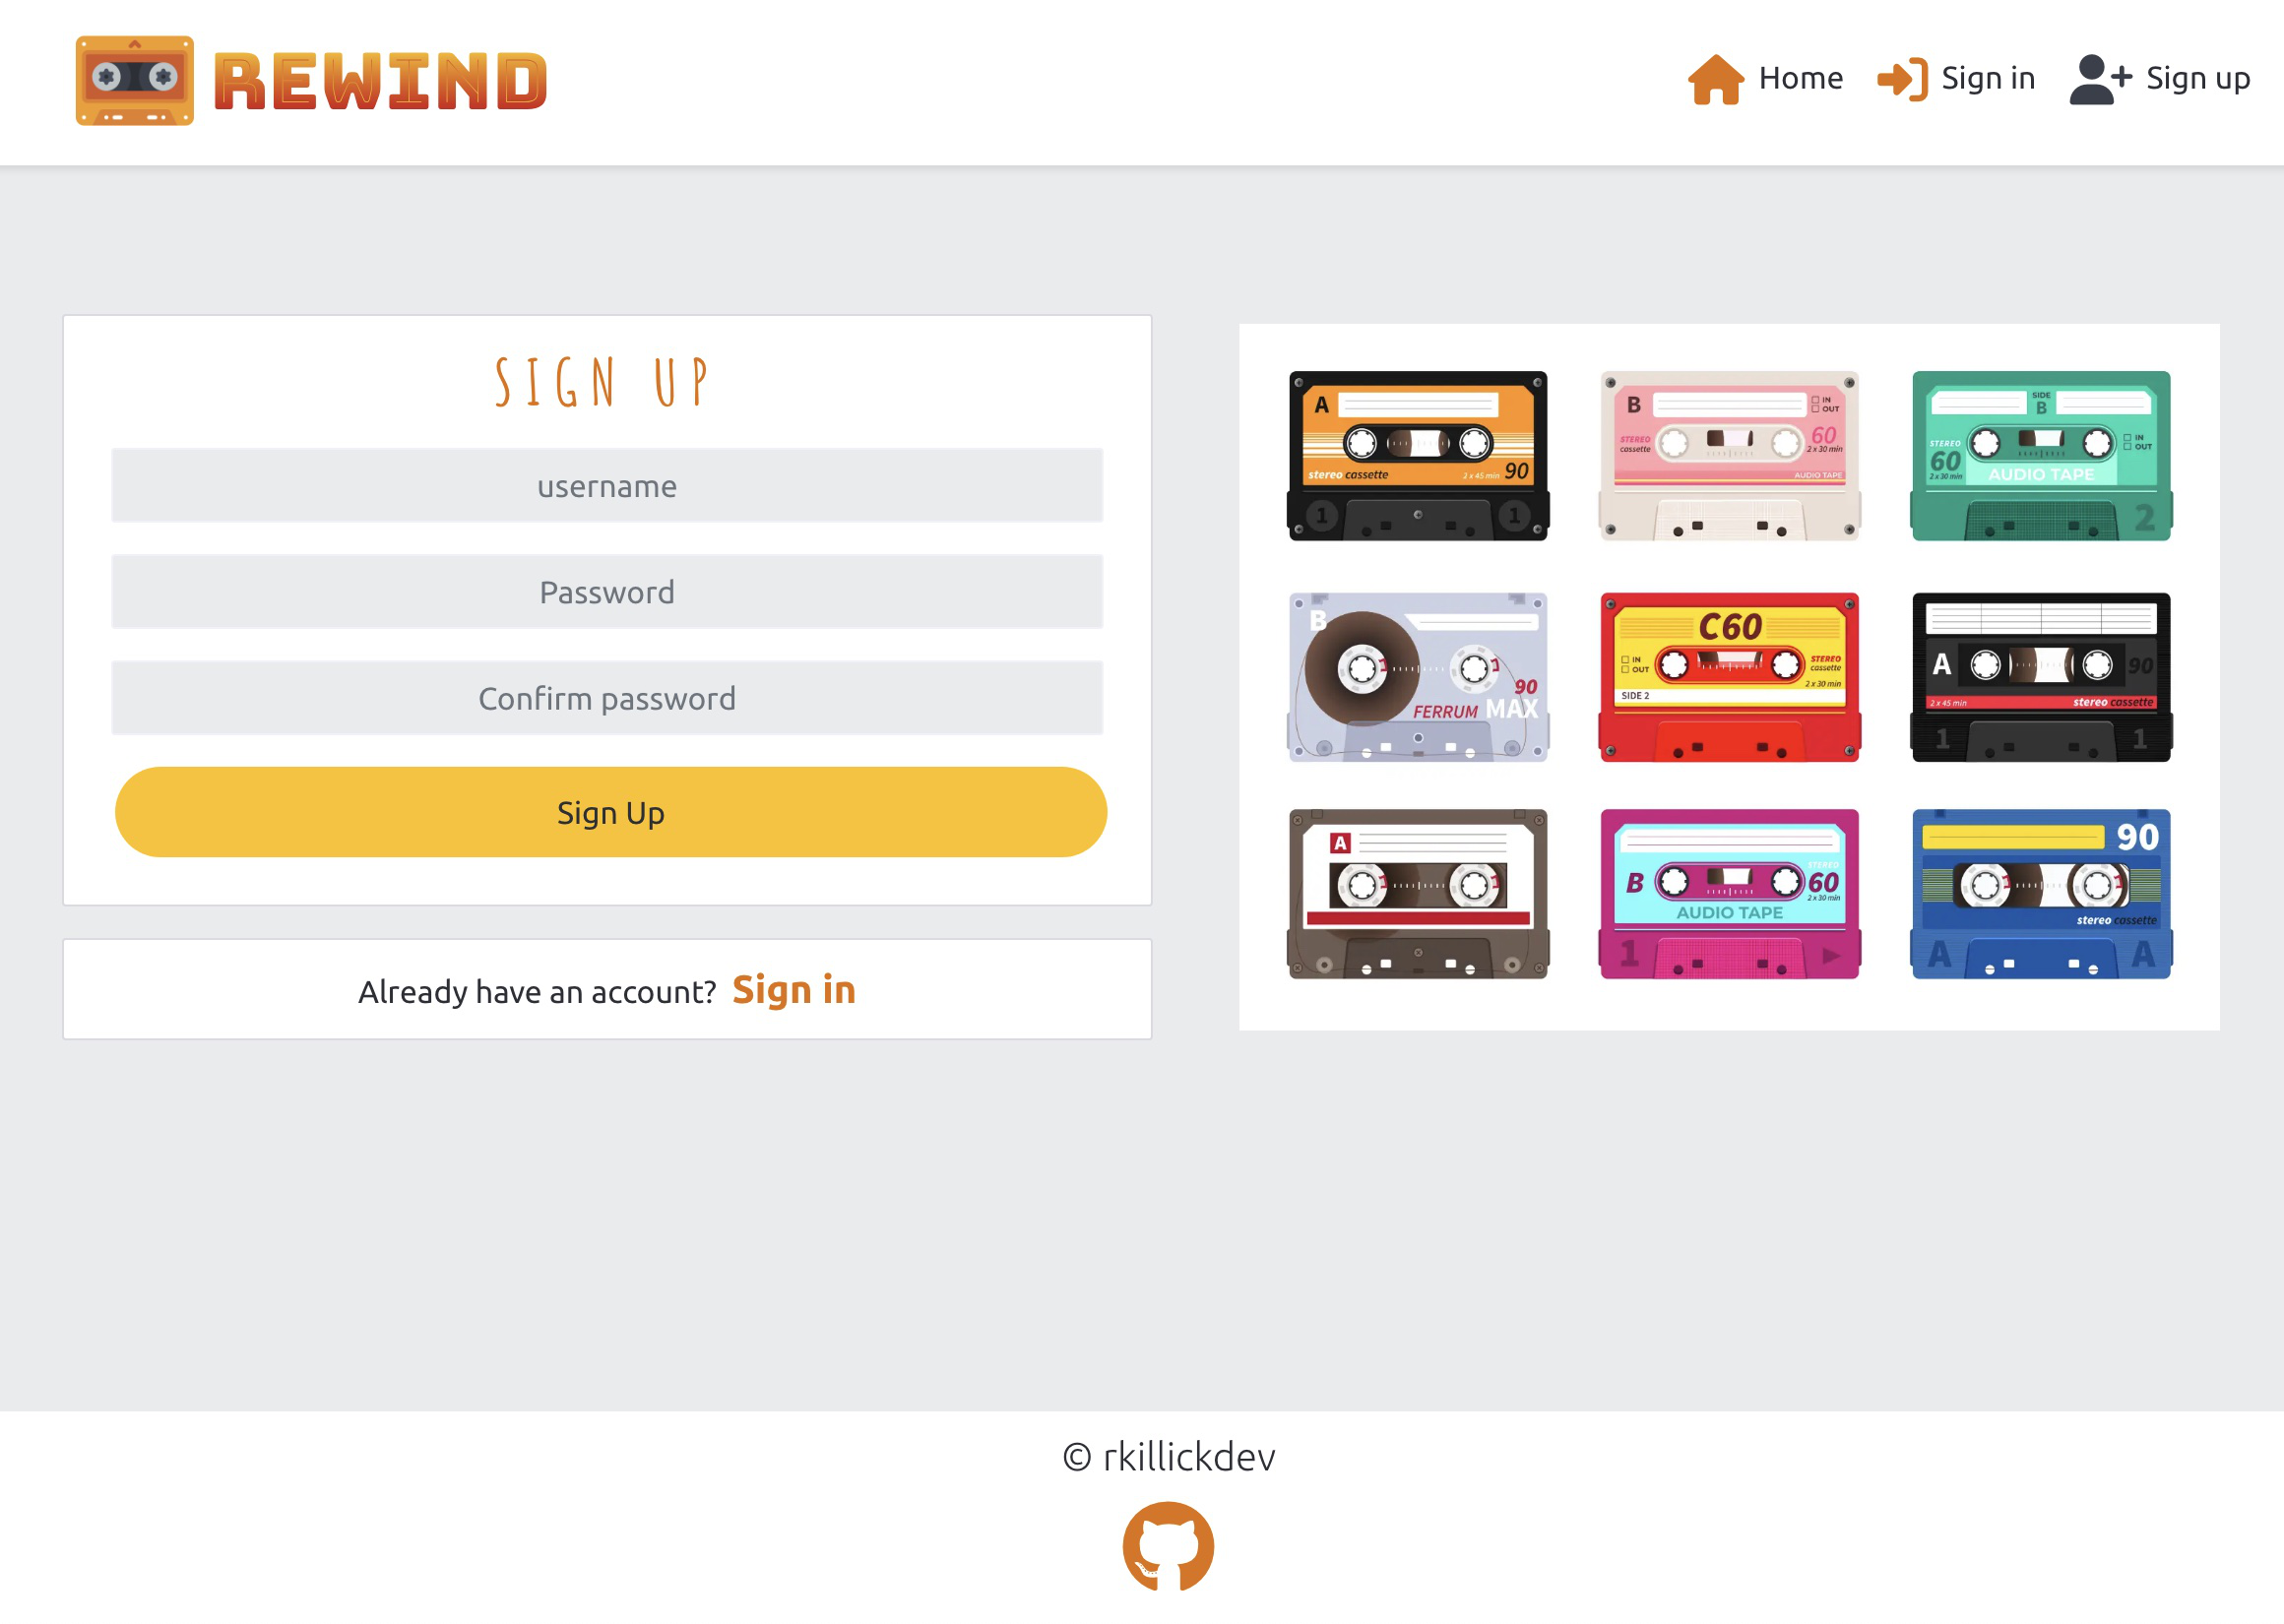 REWIND
Home
Sign in
Sign up
SIGN UP
username
Password
Confirm password
Sign Up
Already have an account? Sign in
A
stereo cassette
2 x 45 min 90
1 1
B
IN
OUT
STEREO
cassette
60
2 x 30 min
AUDIO TAPE
SIDE
B
IN
OUT
STEREO
60
2 x 30 min
AUDIO TAPE
2
B
90
FERRUM MAX
C60
IN
OUT
STEREO
cassette
2 x 30 min
SIDE 2
A
90
2 x 45 min
stereo cassette
1 1
A
STEREO
B
60
2 x 30 min
AUDIO TAPE
1
90
stereo cassette
A A
© rkillickdev